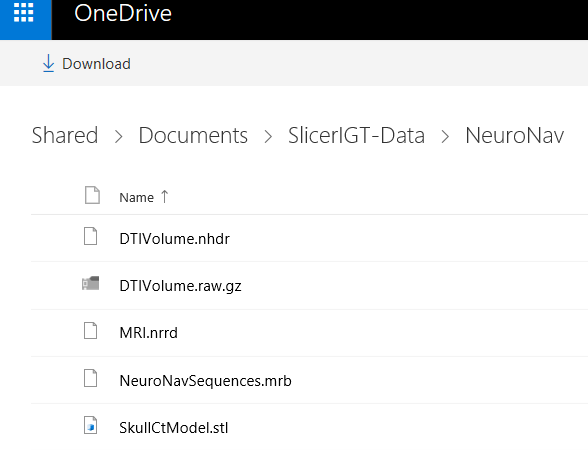 OneDrive
Download
Shared > Documents > SlicerIGT-Data > NeuroNav
Name ↑
DTIVolume.nhdr
DTIVolume.raw.gz
MRI.nrrd
NeuroNavSequences.mrb
SkullCtModel.stl